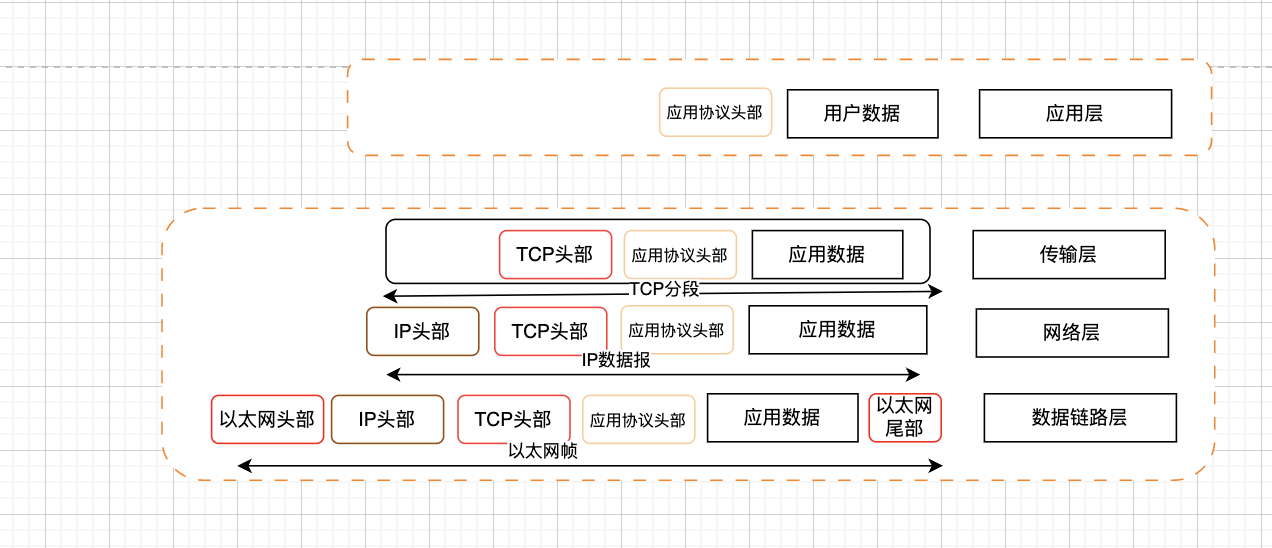 应用协议头部 用户数据 应用层
TCP头部 应用协议头部 应用数据 传输层
TCP分段
IP头部 TCP头部 应用协议头部 应用数据 网络层
IP数据报
以太网头部 IP头部 TCP头部 应用协议头部 应用数据 以太网
尾部 数据链路层
以太网帧